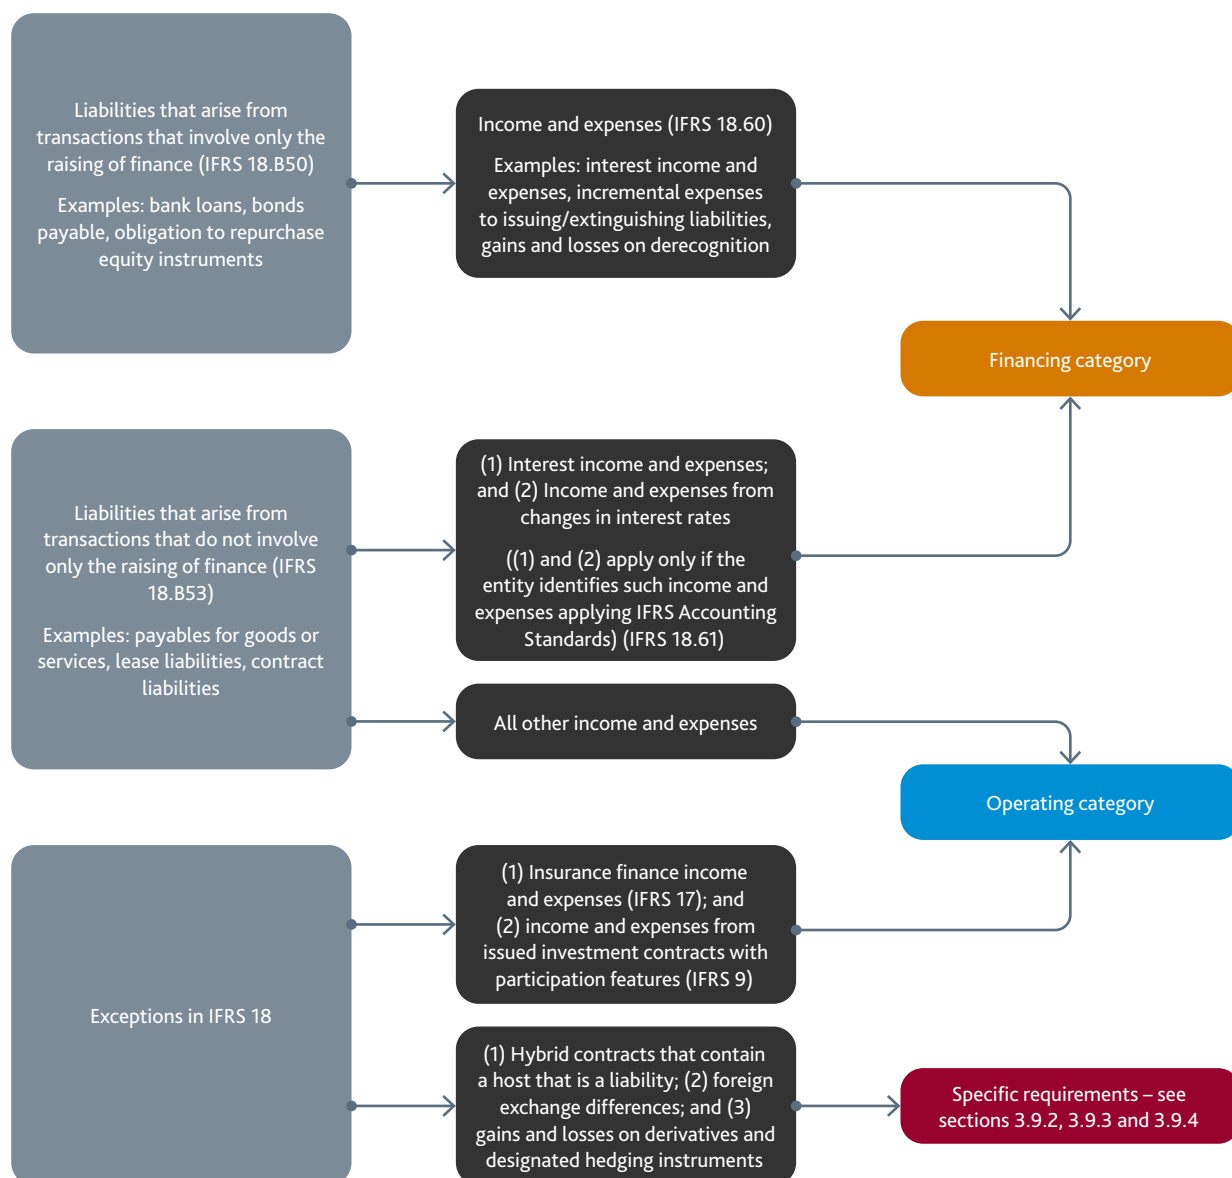 Liabilities that arise from
transactions that involve only the
raising of finance (IFRS 18.B50)
Examples: bank loans, bonds
payable, obligation to repurchase
equity instruments
Income and expenses (IFRS 18.60)
Examples: interest income and
expenses, incremental expenses
to issuing/extinguishing liabilities,
gains and losses on derecognition
Financing category
Liabilities that arise from
transactions that do not involve
only the raising of finance (IFRS
18.B53)
Examples: payables for goods or
services, lease liabilities, contract
liabilities
(1) Interest income and expenses;
and (2) Income and expenses from
changes in interest rates
((1) and (2) apply only if the
entity identifies such income and
expenses applying IFRS Accounting
Standards) (IFRS 18.61)
All other income and expenses
Operating category
Exceptions in IFRS 18
(1) Insurance finance income
and expenses (IFRS 17); and
(2) income and expenses from
issued investment contracts with
participation features (IFRS 9)
(1) Hybrid contracts that contain
a host that is a liability; (2) foreign
exchange differences; and (3)
gains and losses on derivatives and
designated hedging instruments
Specific requirements – see
sections 3.9.2, 3.9.3 and 3.9.4